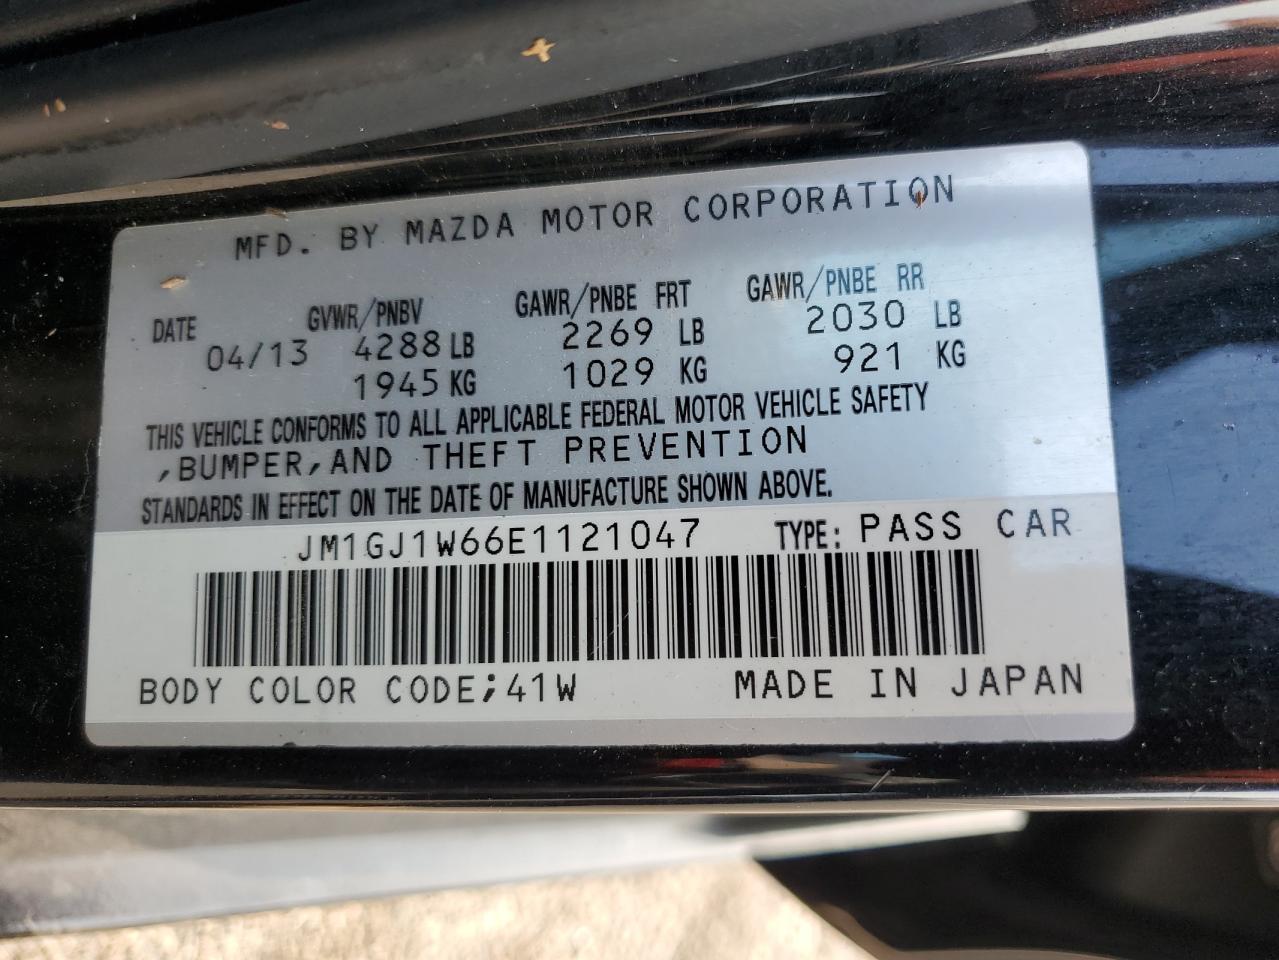 MFD. BY MAZDA MOTOR CORPORATION
DATE GVWR/PNBV GAWR/PNBE FRT GAWR/PNBE RR
04/13 4288 LB 2269 LB 2030 LB
1945 KG 1029 KG 921 KG
THIS VEHICLE CONFORMS TO ALL APPLICABLE FEDERAL MOTOR VEHICLE SAFETY
,BUMPER,AND THEFT PREVENTION
STANDARDS IN EFFECT ON THE DATE OF MANUFACTURE SHOWN ABOVE.
JM1GJ1W66E1121047 TYPE: PASS CAR
BODY COLOR CODE;41W MADE IN JAPAN